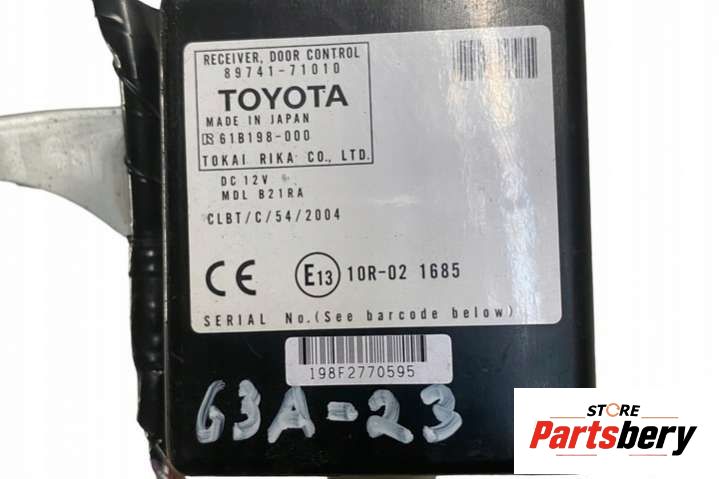 RECEIVER, DOOR CONTROL
89741-71010
TOYOTA
MADE IN JAPAN
61B198-000
TOKAI RIKA CO., LTD.
DC 12V
MDL B21RA
CLBT/C/54/2004
CE E13 10R-02 1685
SERIAL No.(See barcode below)
198F2770595
63A-23
STORE
Partsbery